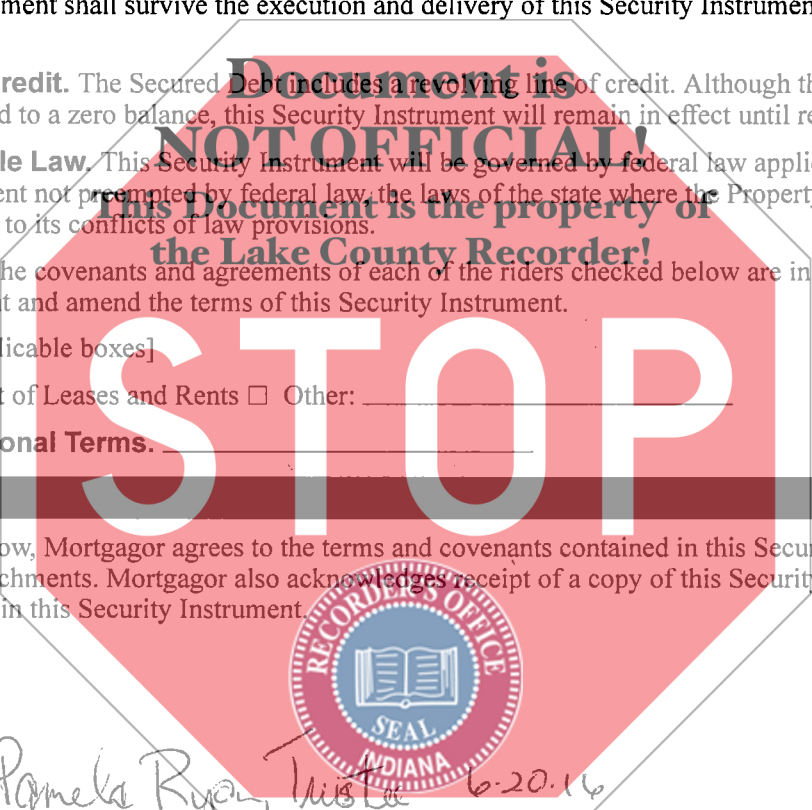 ment shall survive the execution and delivery of this Security Instrumen
Document is
redit. The Secured Debt includes a revolving line of credit. Although th
d to a zero balance, this Security Instrument will remain in effect until re
NOT OFFICIAL!
le Law. This Security Instrument will be governed by federal law appli
ent not preempted by federal law, the laws of the state where the Property
This Document is the property of
to its conflicts of law provisions.
the Lake County Recorder!
he covenants and agreements of each of the riders checked below are in
t and amend the terms of this Security Instrument.
licable boxes]
STOP
t of Leases and Rents ☐ Other:
onal Terms.
ow, Mortgagor agrees to the terms and covenants contained in this Secur
chments. Mortgagor also acknowledges receipt of a copy of this Security
in this Security Instrument.
RECORDER'S OFFICE
SEAL
INDIANA
Pamela Ryan, Trustee 6-20-16